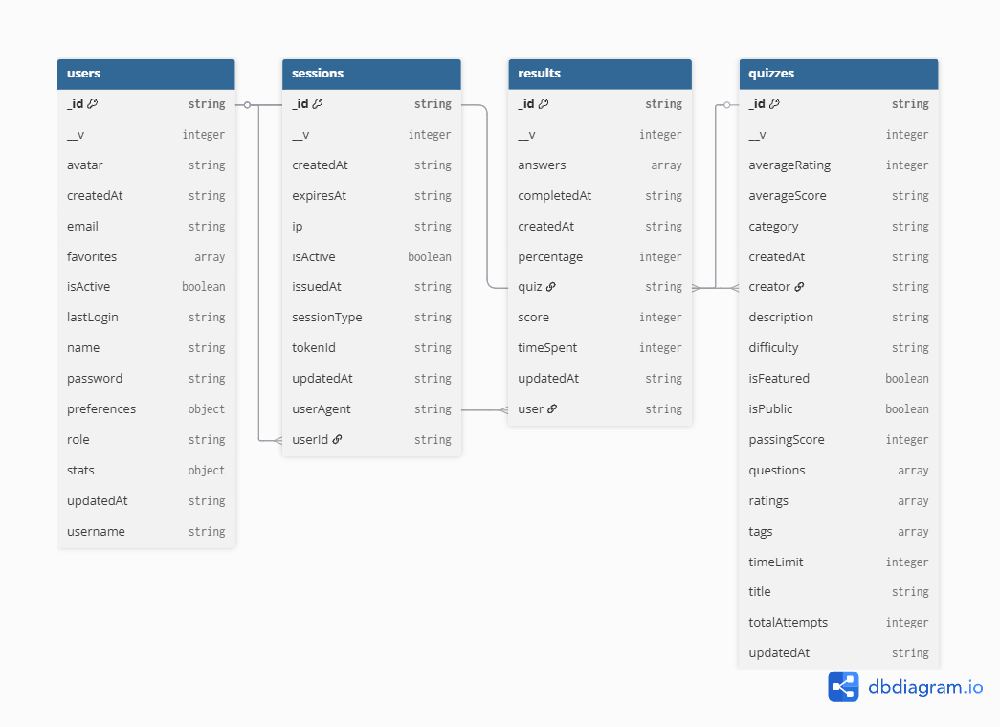 users
_id string
__v integer
avatar string
createdAt string
email string
favorites array
isActive boolean
lastLogin string
name string
password string
preferences object
role string
stats object
updatedAt string
username string
sessions
_id string
__v integer
createdAt string
expiresAt string
ip string
isActive boolean
issuedAt string
sessionType string
tokenId string
updatedAt string
userAgent string
userId string
results
_id string
__v integer
answers array
completedAt string
createdAt string
percentage integer
quiz string
score integer
timeSpent integer
updatedAt string
user string
quizzes
_id string
__v integer
averageRating integer
averageScore string
category string
createdAt string
creator string
description string
difficulty string
isFeatured boolean
isPublic boolean
passingScore integer
questions array
ratings array
tags array
timeLimit integer
title string
totalAttempts integer
updatedAt string
dbdiagram.io